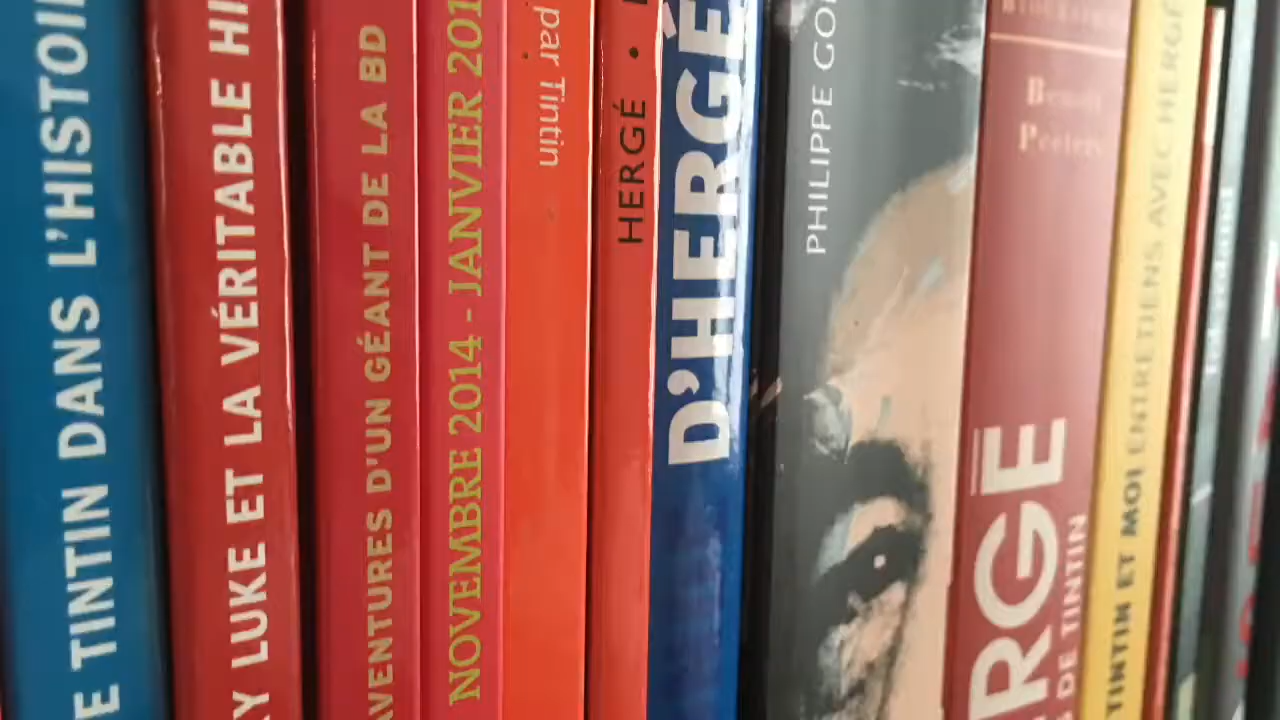 E TINTIN DANS L'HISTOI
Y LUKE ET LA VÉRITABLE HI
AVENTURES D'UN GÉANT DE LA BD
NOVEMBRE 2014 - JANVIER 201
par Tintin
HERGÉ •
D'HERGÉ
PHILIPPE GO
Benoît
Peeters
RGÉ
DE TINTIN
TINTIN ET MOI ENTRETIENS AVEC HERGÉ